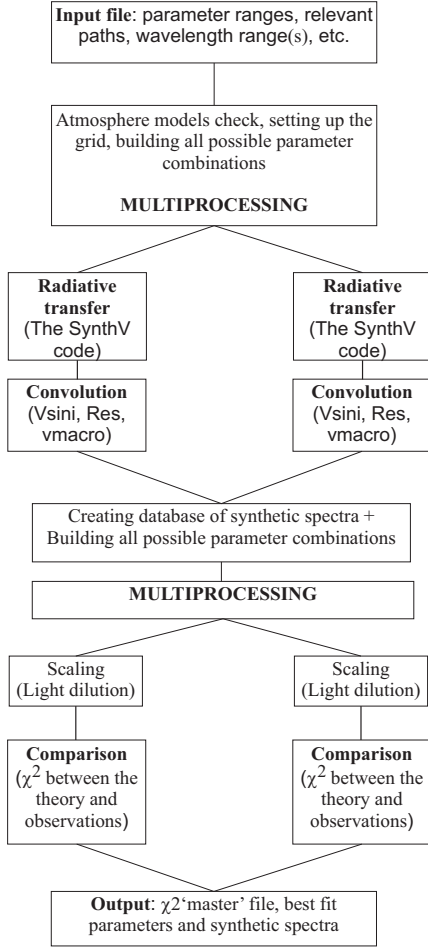 Input file: parameter ranges, relevant
paths, wavelength range(s), etc.
Atmosphere models check, setting up the
grid, building all possible parameter
combinations
MULTIPROCESSING
Radiative
transfer
(The SynthV
code)
Radiative
transfer
(The SynthV
code)
Convolution
(Vsini, Res,
vmacro)
Convolution
(Vsini, Res,
vmacro)
Creating database of synthetic spectra +
Building all possible parameter combinations
MULTIPROCESSING
Scaling
(Light dilution)
Scaling
(Light dilution)
Comparison
(χ² between the
theory and
observations)
Comparison
(χ² between the
theory and
observations)
Output: χ2‘master’ file, best fit
parameters and synthetic spectra